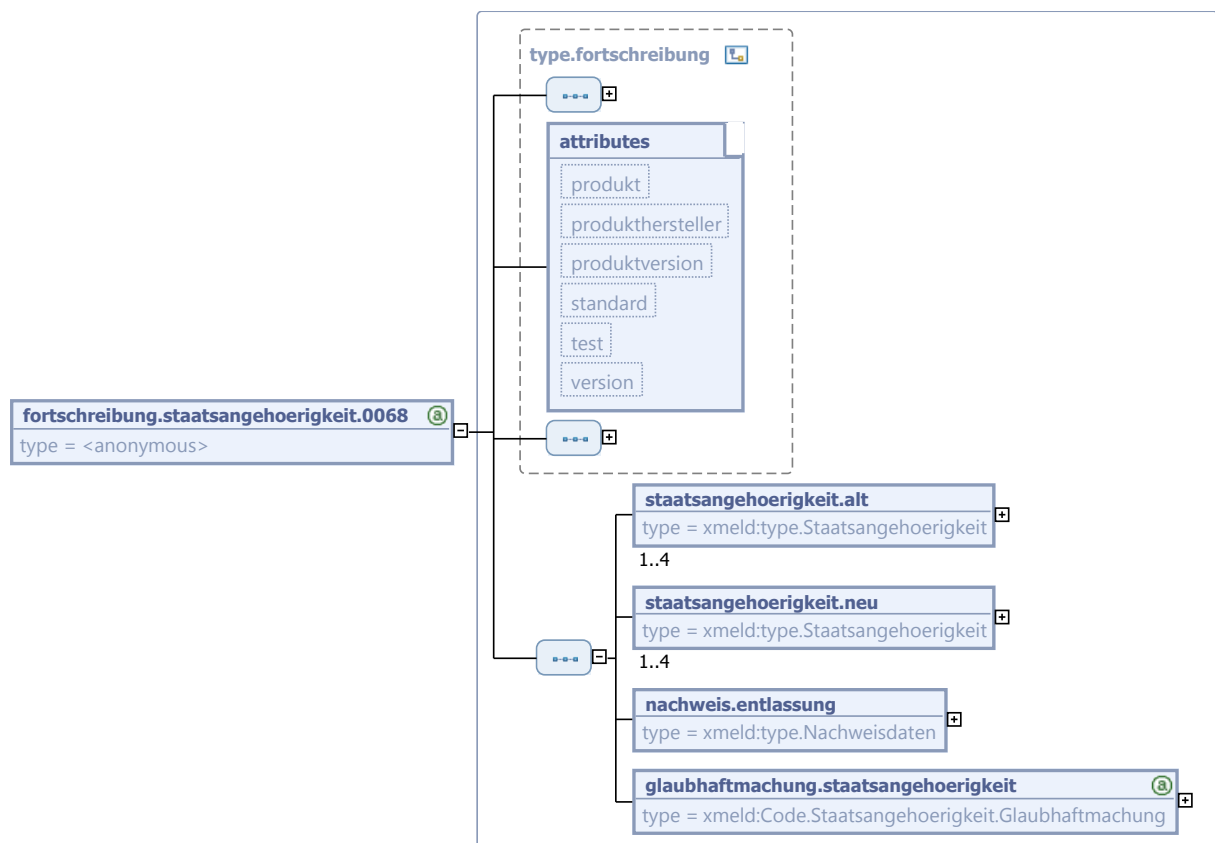 type.fortschreibung
attributes
produkt
produkthersteller
produktversion
standard
test
version
fortschreibung.staatsangehoerigkeit.0068
type = <anonymous>
staatsangehoerigkeit.alt
type = xmeld:type.Staatsangehoerigkeit
1..4
staatsangehoerigkeit.neu
type = xmeld:type.Staatsangehoerigkeit
1..4
nachweis.entlassung
type = xmeld:type.Nachweisdaten
glaubhaftmachung.staatsangehoerigkeit
type = xmeld:Code.Staatsangehoerigkeit.Glaubhaftmachung